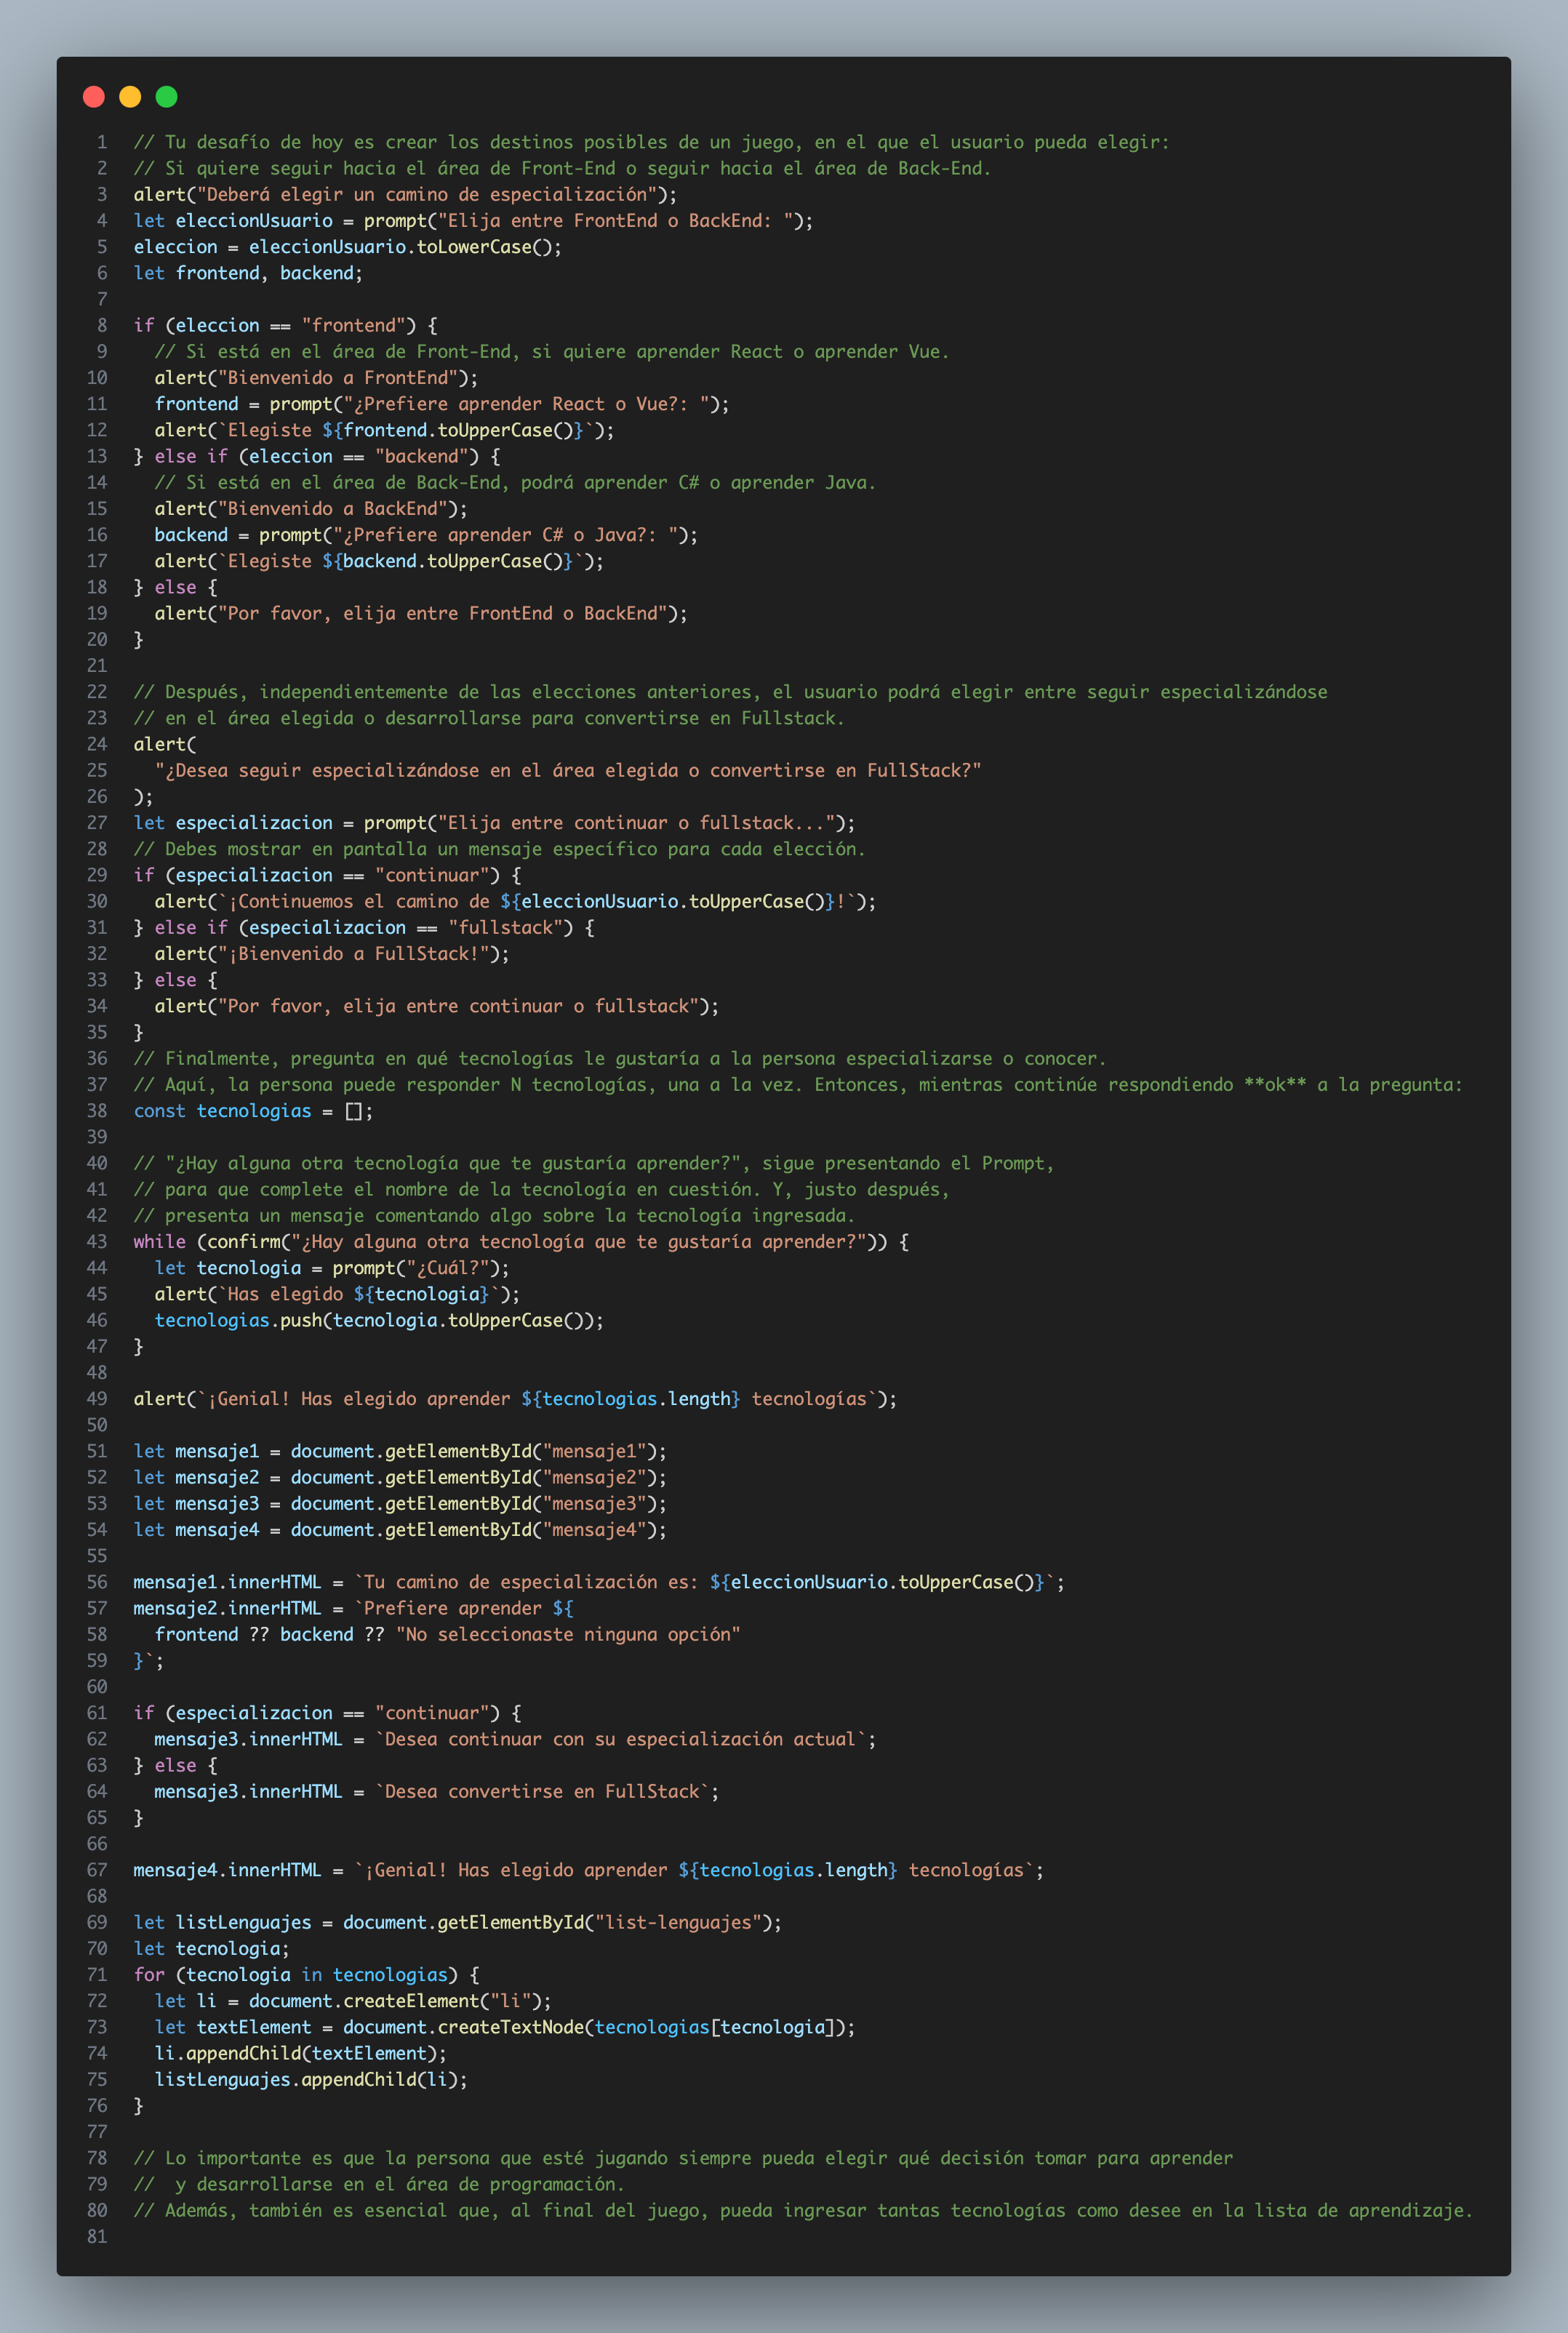 1 // Tu desafío de hoy es crear los destinos posibles de un juego, en el que el usuario pueda elegir:
2 // Si quiere seguir hacia el área de Front-End o seguir hacia el área de Back-End.
3 alert("Deberá elegir un camino de especialización");
4 let eleccionUsuario = prompt("Elija entre FrontEnd o BackEnd: ");
5 eleccion = eleccionUsuario.toLowerCase();
6 let frontend, backend;
7
8 if (eleccion == "frontend") {
9   // Si está en el área de Front-End, si quiere aprender React o aprender Vue.
10   alert("Bienvenido a FrontEnd");
11   frontend = prompt("¿Prefiere aprender React o Vue?: ");
12   alert(`Elegiste ${frontend.toUpperCase()}`);
13 } else if (eleccion == "backend") {
14   // Si está en el área de Back-End, podrá aprender C# o aprender Java.
15   alert("Bienvenido a BackEnd");
16   backend = prompt("¿Prefiere aprender C# o Java?: ");
17   alert(`Elegiste ${backend.toUpperCase()}`);
18 } else {
19   alert("Por favor, elija entre FrontEnd o BackEnd");
20 }
21
22 // Después, independientemente de las elecciones anteriores, el usuario podrá elegir entre seguir especializándose
23 // en el área elegida o desarrollarse para convertirse en Fullstack.
24 alert(
25   "¿Desea seguir especializándose en el área elegida o convertirse en FullStack?"
26 );
27 let especializacion = prompt("Elija entre continuar o fullstack...");
28 // Debes mostrar en pantalla un mensaje específico para cada elección.
29 if (especializacion == "continuar") {
30   alert(`¡Continuemos el camino de ${eleccionUsuario.toUpperCase()}!`);
31 } else if (especializacion == "fullstack") {
32   alert("¡Bienvenido a FullStack!");
33 } else {
34   alert("Por favor, elija entre continuar o fullstack");
35 }
36 // Finalmente, pregunta en qué tecnologías le gustaría a la persona especializarse o conocer.
37 // Aquí, la persona puede responder N tecnologías, una a la vez. Entonces, mientras continúe respondiendo **ok** a la pregunta:
38 const tecnologias = [];
39
40 // "¿Hay alguna otra tecnología que te gustaría aprender?", sigue presentando el Prompt,
41 // para que complete el nombre de la tecnología en cuestión. Y, justo después,
42 // presenta un mensaje comentando algo sobre la tecnología ingresada.
43 while (confirm("¿Hay alguna otra tecnología que te gustaría aprender?")) {
44   let tecnologia = prompt("¿Cuál?");
45   alert(`Has elegido ${tecnologia}`);
46   tecnologias.push(tecnologia.toUpperCase());
47 }
48
49 alert(`¡Genial! Has elegido aprender ${tecnologias.length} tecnologías`);
50
51 let mensaje1 = document.getElementById("mensaje1");
52 let mensaje2 = document.getElementById("mensaje2");
53 let mensaje3 = document.getElementById("mensaje3");
54 let mensaje4 = document.getElementById("mensaje4");
55
56 mensaje1.innerHTML = `Tu camino de especialización es: ${eleccionUsuario.toUpperCase()}`;
57 mensaje2.innerHTML = `Prefiere aprender ${
58   frontend ?? backend ?? "No seleccionaste ninguna opción"
59 }`;
60
61 if (especializacion == "continuar") {
62   mensaje3.innerHTML = `Desea continuar con su especialización actual`;
63 } else {
64   mensaje3.innerHTML = `Desea convertirse en FullStack`;
65 }
66
67 mensaje4.innerHTML = `¡Genial! Has elegido aprender ${tecnologias.length} tecnologías`;
68
69 let listLenguajes = document.getElementById("list-lenguajes");
70 let tecnologia;
71 for (tecnologia in tecnologias) {
72   let li = document.createElement("li");
73   let textElement = document.createTextNode(tecnologias[tecnologia]);
74   li.appendChild(textElement);
75   listLenguajes.appendChild(li);
76 }
77
78 // Lo importante es que la persona que esté jugando siempre pueda elegir qué decisión tomar para aprender
79 //  y desarrollarse en el área de programación.
80 // Además, también es esencial que, al final del juego, pueda ingresar tantas tecnologías como desee en la lista de aprendizaje.
81